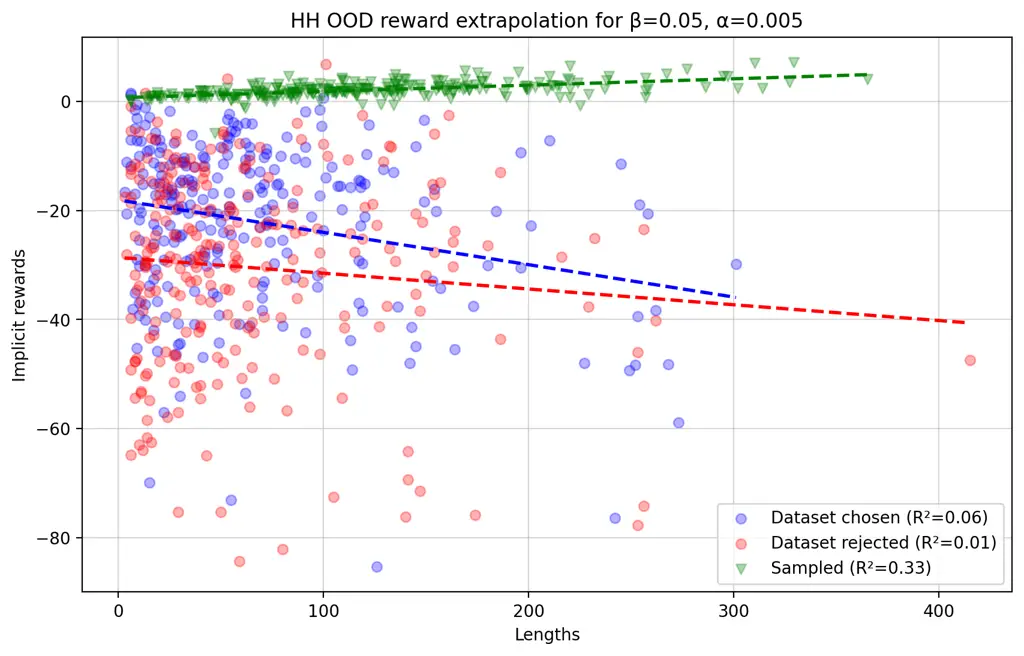 HH OOD reward extrapolation for β=0.05, α=0.005
Implicit rewards
0
−20
−40
−60
−80
0
100
200
300
400
Lengths
Dataset chosen (R²=0.06)
Dataset rejected (R²=0.01)
Sampled (R²=0.33)